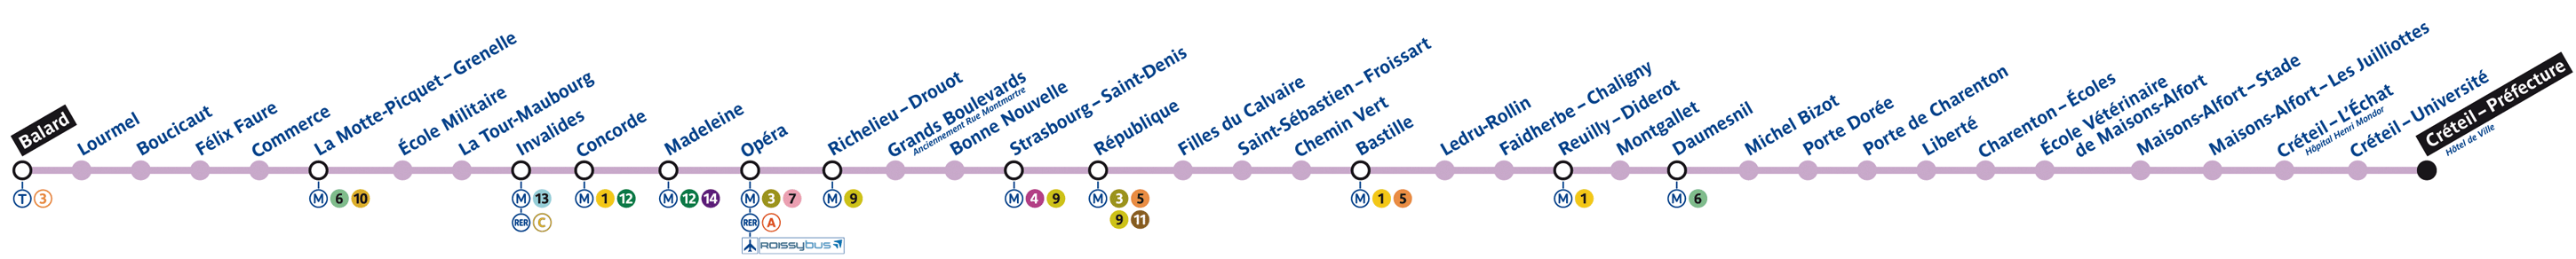 Balard
Lourmel
Boucicaut
Félix Faure
Commerce
La Motte-Picquet – Grenelle
École Militaire
La Tour-Maubourg
Invalides
Concorde
Madeleine
Opéra
Richelieu – Drouot
Grands Boulevards
Anciennement Rue Montmartre
Bonne Nouvelle
Strasbourg – Saint-Denis
République
Filles du Calvaire
Saint-Sébastien – Froissart
Chemin Vert
Bastille
Ledru-Rollin
Faidherbe – Chaligny
Reuilly – Diderot
Montgallet
Daumesnil
Michel Bizot
Porte Dorée
Porte de Charenton
Liberté
Charenton – Écoles
École Vétérinaire
de Maisons-Alfort
Maisons-Alfort – Stade
Maisons-Alfort – Les Juilliottes
Créteil – L'Échat
Hôpital Henri Mondor
Créteil – Université
Créteil – Préfecture
Hôtel de Ville
T 3
M 6 10
M 13
RER C
M 1 12
M 12 14
M 3 7
RER A
ROISSYbus
M 9
M 4 9
M 3 5
9 11
M 1 5
M 1
M 6